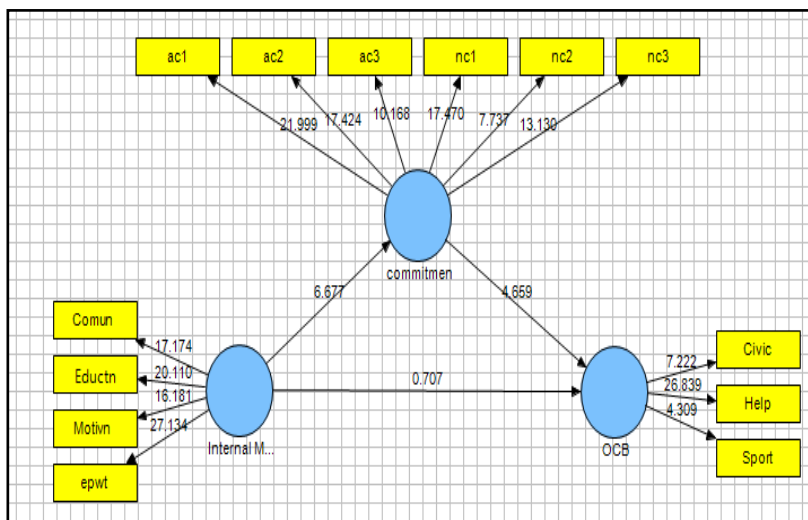 ac1
ac2
ac3
nc1
nc2
nc3
21.999
17.424
10.168
17.470
7.737
13.130
commitmen
6.677
4.659
Comun
Eductn
Motivn
epwt
17.174
20.110
16.181
27.134
Internal M...
0.707
OCB
7.222
26.839
4.309
Civic
Help
Sport